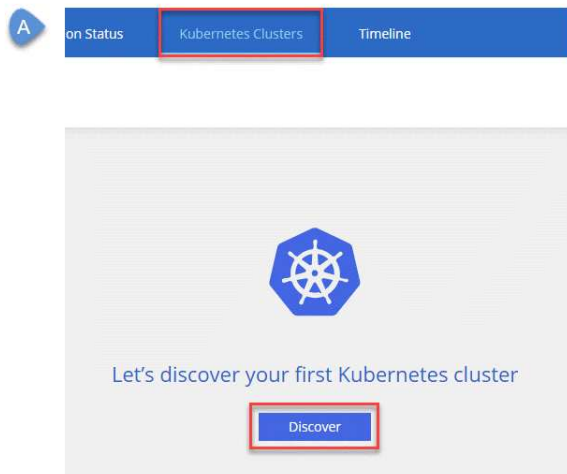 A
on Status Kubernetes Clusters Timeline
Let's discover your first Kubernetes cluster
Discover